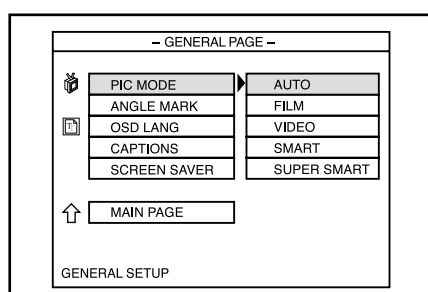 – GENERAL PAGE –
PIC MODE AUTO
ANGLE MARK FILM
OSD LANG VIDEO
CAPTIONS SMART
SCREEN SAVER SUPER SMART
MAIN PAGE
GENERAL SETUP